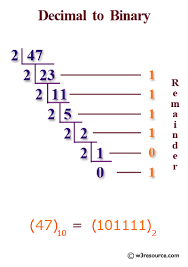 Decimal to Binary
2 47
2 23 1
2 11 1
2 5 1
2 2 1
2 1 0
0 1
Remainder
(47)10 = (101111)2
© w3resource.com